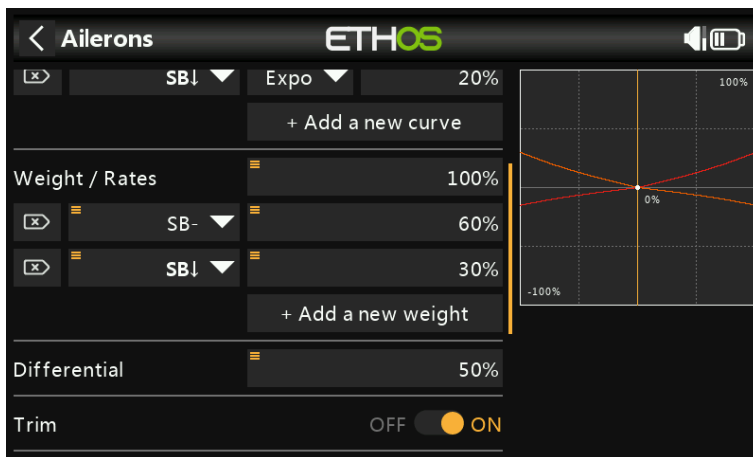 Ailerons
ETHOS
SB↓ Expo 20%
+ Add a new curve
Weight / Rates 100%
SB- 60%
SB↓ 30%
+ Add a new weight
Differential 50%
Trim OFF ON
100%
0%
-100%